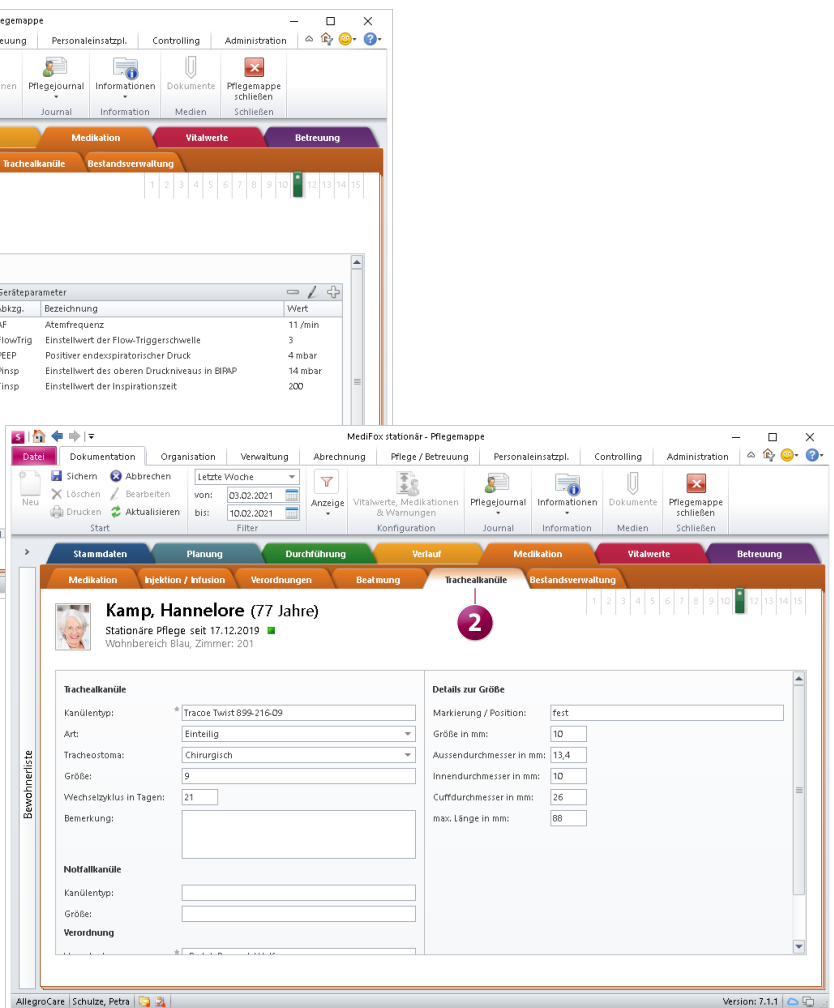 Pflegemappe
Betreuung Personaleinsatzpl. Controlling Administration
Pflegejournal Informationen Dokumente Pflegemappe schließen
Journal Information Medien Schließen
Medikation Vitalwerte Betreuung
Trachealkanüle Bestandsverwaltung
1 2 3 4 5 6 7 8 9 10 12 13 14 15
Geräteparameter
Abkzg. Bezeichnung Wert
AF Atemfrequenz 11 /min
FlowTrig Einstellwert der Flow-Triggerschwelle 3
PEEP Positiver endexspiratorischer Druck 4 mbar
Pinsp Einstellwert des oberen Druckniveaus in BIPAP 14 mbar
Tinsp Einstellwert der Inspirationszeit 200
S MediFox stationär - Pflegemappe
Datei Dokumentation Organisation Verwaltung Abrechnung Pflege / Betreuung Personaleinsatzpl. Controlling Administration
Neu Sichern Abbrechen Letzte Woche
Löschen Bearbeiten von: 03.02.2021 Anzeige Vitalwerte, Medikationen Pflegejournal Informationen Dokumente Pflegemappe
Drucken Aktualisieren bis: 10.02.2021 & Warnungen schließen
Start Filter Konfiguration Journal Information Medien Schließen
Stammdaten Planung Durchführung Verlauf Medikation Vitalwerte Betreuung
Medikation Injektion / Infusion Verordnungen Beatmung Trachealkanüle Bestandsverwaltung
1 2 3 4 5 6 7 8 9 10 12 13 14 15
2
Kamp, Hannelore (77 Jahre)
Stationäre Pflege seit 17.12.2019
Wohnbereich Blau, Zimmer: 201
Bewohnerliste
Trachealkanüle
Kanülentyp: * Tracoe Twist 899-216-09
Art: Einteilig
Tracheostoma: Chirurgisch
Größe: 9
Wechselzyklus in Tagen: 21
Bemerkung:
Notfallkanüle
Kanülentyp:
Größe:
Verordnung
Details zur Größe
Markierung / Position: fest
Größe in mm: 10
Aussendurchmesser in mm: 13,4
Innendurchmesser in mm: 10
Cuffdurchmesser in mm: 26
max. Länge in mm: 88
AllegroCare Schulze, Petra Version: 7.1.1